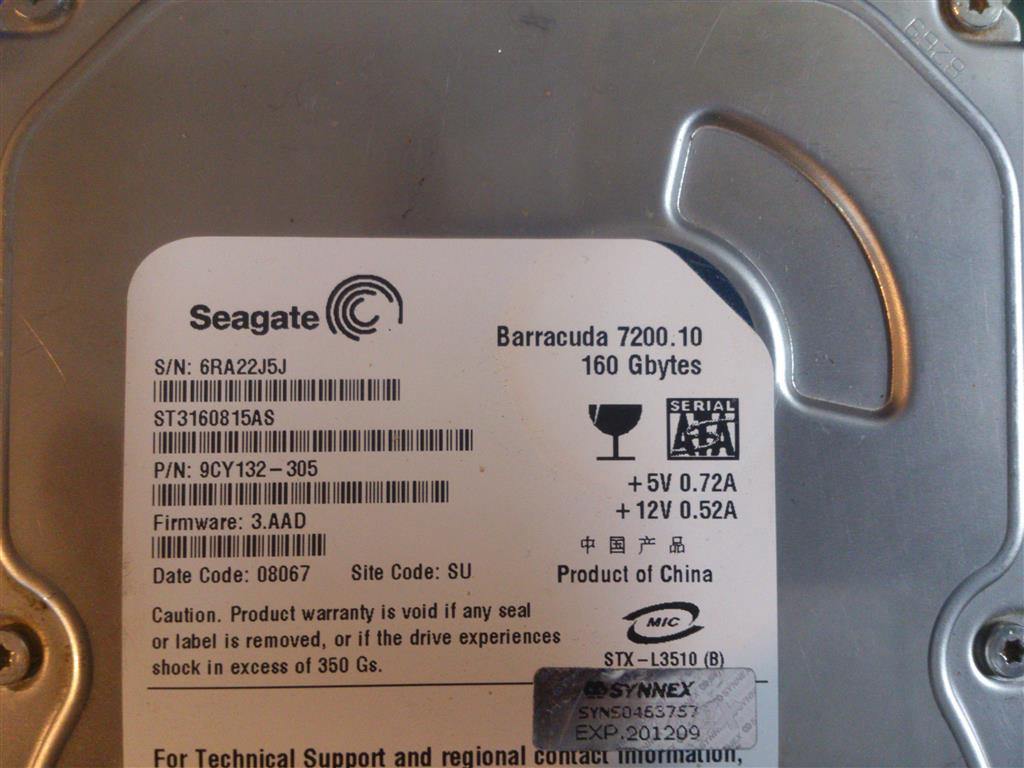 6978
Seagate
Barracuda 7200.10
160 Gbytes
S/N: 6RA22J5J
ST3160815AS
SERIAL
ATA
P/N: 9CY132-305
+5V 0.72A
+12V 0.52A
Firmware: 3.AAD
中国产品
Date Code: 08067 Site Code: SU
Product of China
Caution. Product warranty is void if any seal
or label is removed, or if the drive experiences
shock in excess of 350 Gs.
MIC
STX-L3510 (B)
SYNNEX
SYNS0463757
EXP.201209
For Technical Support and regional contact information,